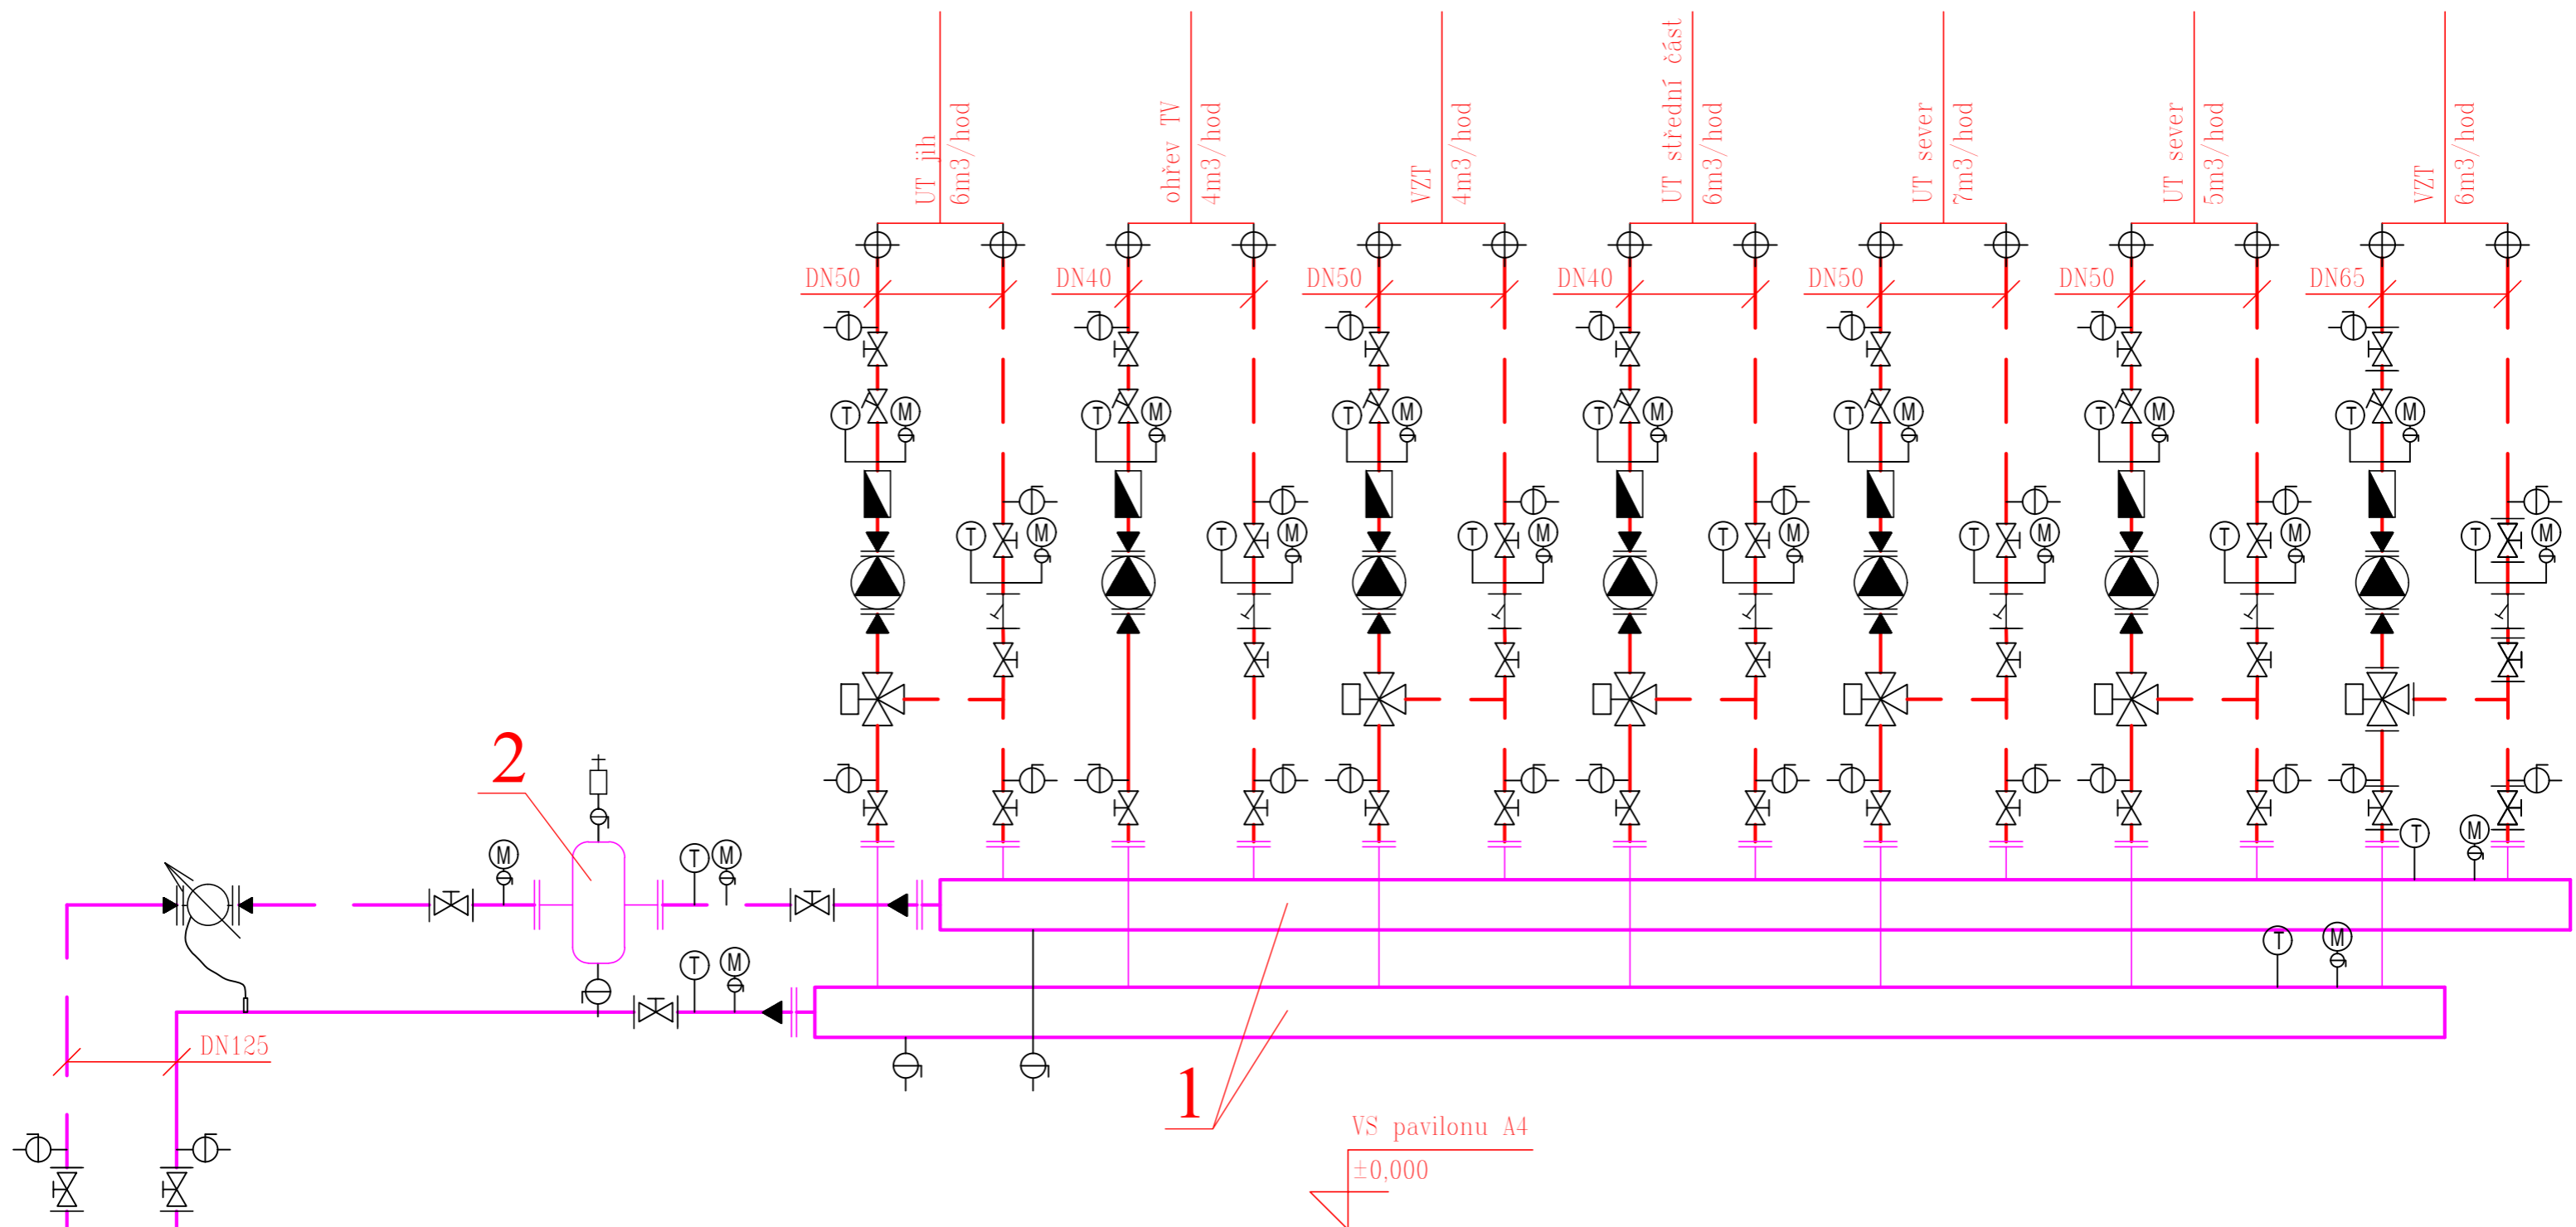 UT jih
6m3/hod
ohřev TV
4m3/hod
VZT
4m3/hod
UT střední část
6m3/hod
UT sever
7m3/hod
UT sever
5m3/hod
VZT
6m3/hod
DN50
DN40
DN50
DN40
DN50
DN50
DN65
T M T M T M T M T M T M T M
T M T M T M T M T M T M T M
2
T M
M T M
T M
T M
DN125
1
VS pavilonu A4
±0,000